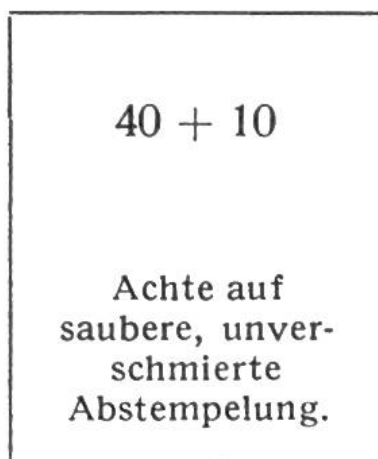 40 + 10
Achte auf
saubere, unver-
schmierte
Abstempelung.